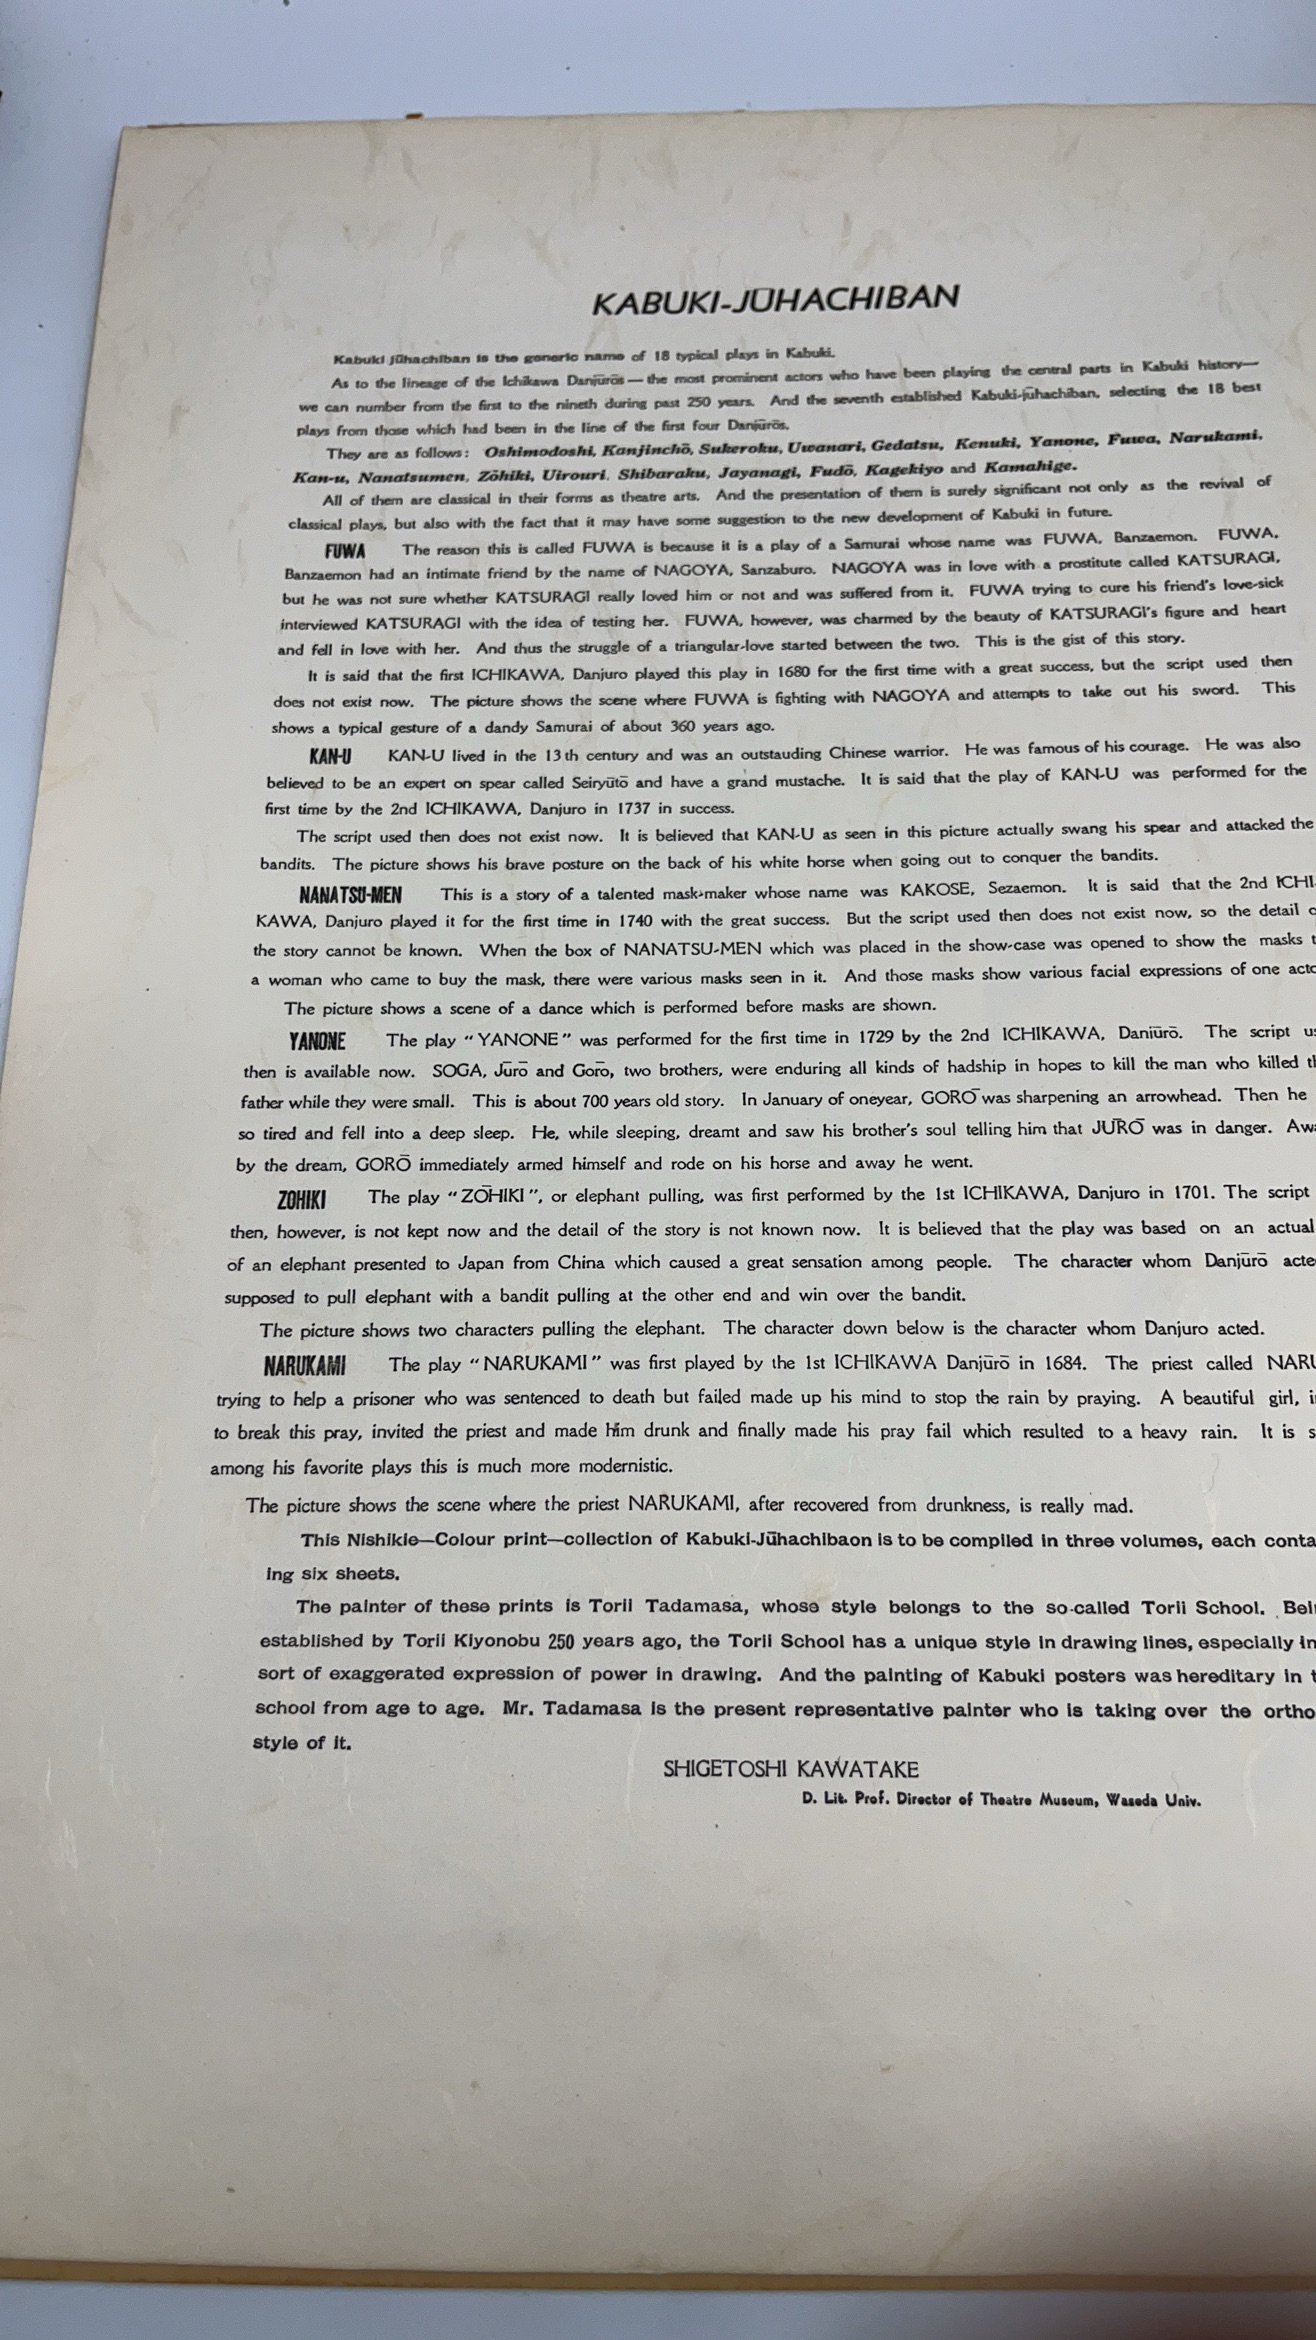 KABUKI-JŪHACHIBAN
Kabuki Jūhachiban is the generic name of 18 typical plays in Kabuki.
As to the lineage of the Ichikawa Danjūrōs — the most prominent actors who have been playing the central parts in Kabuki history—
we can number from the first to the nineth during past 250 years. And the seventh established Kabuki-jūhachiban, selecting the 18 best
plays from those which had been in the line of the first four Danjūrōs.
They are as follows: Oshimodoshi, Kanjinchō, Sukeroku, Uwanari, Gedatsu, Kenuki, Yanone, Fuwa, Narukami,
Kan-u, Nanatsumen, Zōhiki, Uirouri, Shibaraku, Jayanagi, Fudō, Kagekiyo and Kamahige.
All of them are classical in their forms as theatre arts. And the presentation of them is surely significant not only as the revival of
classical plays, but also with the fact that it may have some suggestion to the new development of Kabuki in future.
FUWA The reason this is called FUWA is because it is a play of a Samurai whose name was FUWA, Banzaemon. FUWA,
Banzaemon had an intimate friend by the name of NAGOYA, Sanzaburo. NAGOYA was in love with a prostitute called KATSURAGI,
but he was not sure whether KATSURAGI really loved him or not and was suffered from it. FUWA trying to cure his friend's love-sick
interviewed KATSURAGI with the idea of testing her. FUWA, however, was charmed by the beauty of KATSURAGI's figure and heart
and fell in love with her. And thus the struggle of a triangular-love started between the two. This is the gist of this story.
It is said that the first ICHIKAWA, Danjuro played this play in 1680 for the first time with a great success, but the script used then
does not exist now. The picture shows the scene where FUWA is fighting with NAGOYA and attempts to take out his sword. This
shows a typical gesture of a dandy Samurai of about 360 years ago.
KAN-U KAN-U lived in the 13th century and was an outstauding Chinese warrior. He was famous of his courage. He was also
believed to be an expert on spear called Seiryūtō and have a grand mustache. It is said that the play of KAN-U was performed for the
first time by the 2nd ICHIKAWA, Danjuro in 1737 in success.
The script used then does not exist now. It is believed that KAN-U as seen in this picture actually swang his spear and attacked the
bandits. The picture shows his brave posture on the back of his white horse when going out to conquer the bandits.
NANATSU-MEN This is a story of a talented mask-maker whose name was KAKOSE, Sezaemon. It is said that the 2nd ICHI-
KAWA, Danjuro played it for the first time in 1740 with the great success. But the script used then does not exist now, so the detail
the story cannot be known. When the box of NANATSU-MEN which was placed in the show-case was opened to show the masks
a woman who came to buy the mask, there were various masks seen in it. And those masks show various facial expressions of one
The picture shows a scene of a dance which is performed before masks are shown.
YANONE The play "YANONE" was performed for the first time in 1729 by the 2nd ICHIKAWA, Daniūrō. The script
then is available now. SOGA, Jūrō and Gorō, two brothers, were enduring all kinds of hadship in hopes to kill the man who killed
father while they were small. This is about 700 years old story. In January of oneyear, GORŌ was sharpening an arrowhead. Then he
so tired and fell into a deep sleep. He, while sleeping, dreamt and saw his brother's soul telling him that JŪRŌ was in danger.
by the dream, GORŌ immediately armed himself and rode on his horse and away he went.
ZOHIKI The play "ZŌHIKI", or elephant pulling, was first performed by the 1st ICHIKAWA, Danjuro in 1701. The script
then, however, is not kept now and the detail of the story is not known now. It is believed that the play was based on an actual
of an elephant presented to Japan from China which caused a great sensation among people. The character whom Danjūrō
supposed to pull elephant with a bandit pulling at the other end and win over the bandit.
The picture shows two characters pulling the elephant. The character down below is the character whom Danjuro acted.
NARUKAMI The play "NARUKAMI" was first played by the 1st ICHIKAWA Danjūrō in 1684. The priest called
trying to help a prisoner who was sentenced to death but failed made up his mind to stop the rain by praying. A beautiful girl,
to break this pray, invited the priest and made him drunk and finally made his pray fail which resulted to a heavy rain. It is
among his favorite plays this is much more modernistic.
The picture shows the scene where the priest NARUKAMI, after recovered from drunkness, is really mad.
This Nishikie—Colour print—collection of Kabuki-Jūhachibaon is to be compiled in three volumes, each
ing six sheets.
The painter of these prints is Torii Tadamasa, whose style belongs to the so-called Torii School.
established by Torii Kiyonobu 250 years ago, the Torii School has a unique style in drawing lines, especially in
sort of exaggerated expression of power in drawing. And the painting of Kabuki posters was hereditary in
school from age to age. Mr. Tadamasa is the present representative painter who is taking over the
style of it.
SHIGETOSHI KAWATAKE
D. Lit. Prof. Director of Theatre Museum, Waseda Univ.